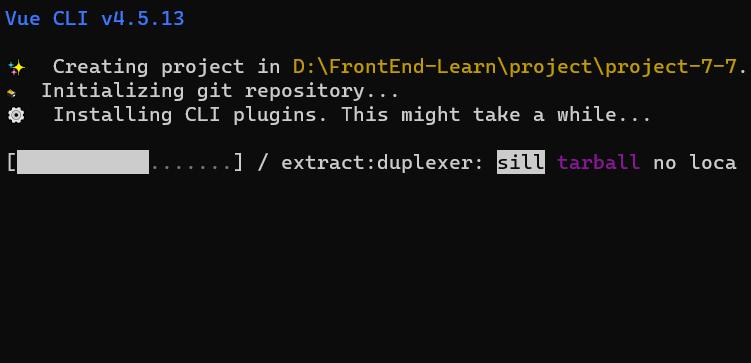 Vue CLI v4.5.13
✨ Creating project in D:\FrontEnd-Learn\project\project-7-7.
Initializing git repository...
⚙ Installing CLI plugins. This might take a while...
[           .......] / extract:duplexer: sill tarball no loca